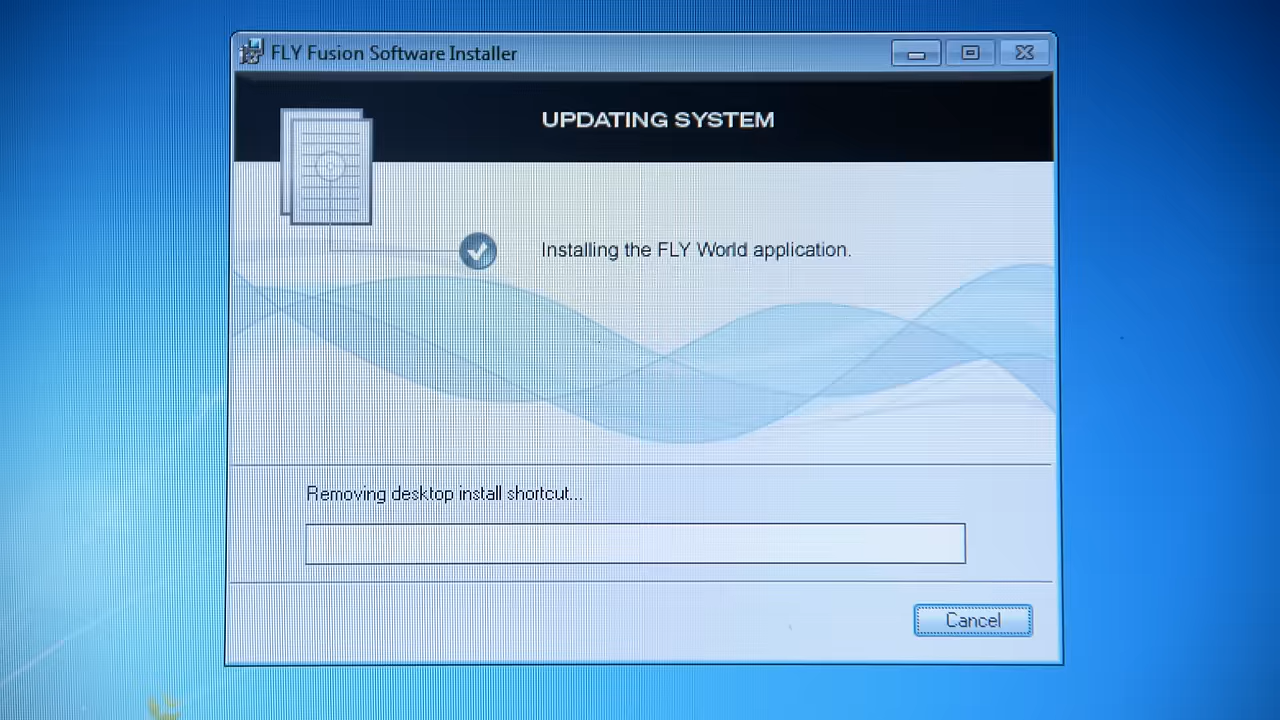 FLY Fusion Software Installer
UPDATING SYSTEM
Installing the FLY World application.
Removing desktop install shortcut...
Cancel